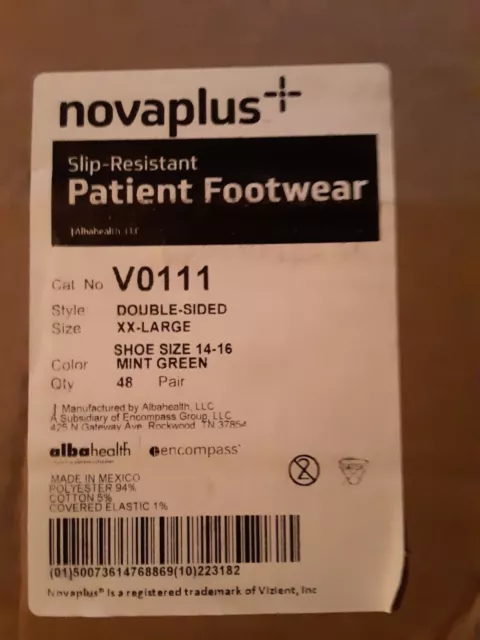 novaplus+
Slip-Resistant
Patient Footwear
Albahealth, LLC
Cat. No V0111
Style: DOUBLE-SIDED
Size XX-LARGE
SHOE SIZE 14-16
Color MINT GREEN
Qty 48 Pair
Manufactured by Albahealth, LLC
A Subsidiary of Encompass Group, LLC
425 N Gateway Ave. Rockwood, TN 37854
albahealth encompass®
MADE IN MEXICO
POLYESTER 94%
COTTON 5%
COVERED ELASTIC 1%
(01)50073614768869(10)223182
Novaplus® Is a registered trademark of Vizient, Inc